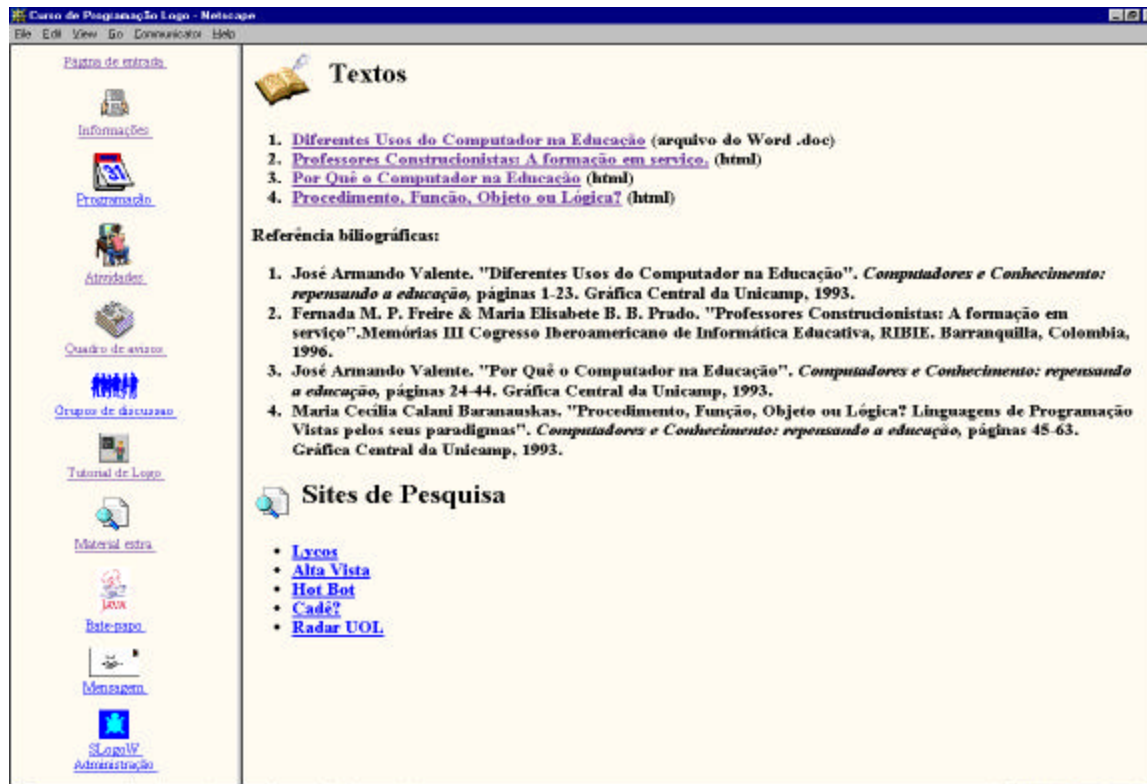 Curso de Programação Logo - Netscape
File Edit View Go Communicator Help
Página de entrada
Informações
Programação
Atividades
Quadro de avisos
Grupos de discussao
Tutorial de Logo
Material extra
JAVA
Bate-papo
Mensagem
SLogoW
Administração
Textos
1. Diferentes Usos do Computador na Educação (arquivo do Word .doc)
2. Professores Construcionistas: A formação em serviço. (html)
3. Por Quê o Computador na Educação (html)
4. Procedimento, Função, Objeto ou Lógica? (html)
Referência biliográficas:
1. José Armando Valente. "Diferentes Usos do Computador na Educação". Computadores e Conhecimento:
repensando a educação, páginas 1-23. Gráfica Central da Unicamp, 1993.
2. Fernada M. P. Freire & Maria Elisabete B. B. Prado. "Professores Construcionistas: A formação em
serviço".Memórias III Cogresso Iberoamericano de Informática Educativa, RIBIE. Barranquilla, Colombia,
1996.
3. José Armando Valente. "Por Quê o Computador na Educação". Computadores e Conhecimento: repensando
a educação, páginas 24-44. Gráfica Central da Unicamp, 1993.
4. Maria Cecília Calani Baranauskas. "Procedimento, Função, Objeto ou Lógica? Linguagens de Programação
Vistas pelos seus paradigmas". Computadores e Conhecimento: repensando a educação, páginas 45-63.
Gráfica Central da Unicamp, 1993.
Sites de Pesquisa
• Lycos
• Alta Vista
• Hot Bot
• Cadê?
• Radar UOL